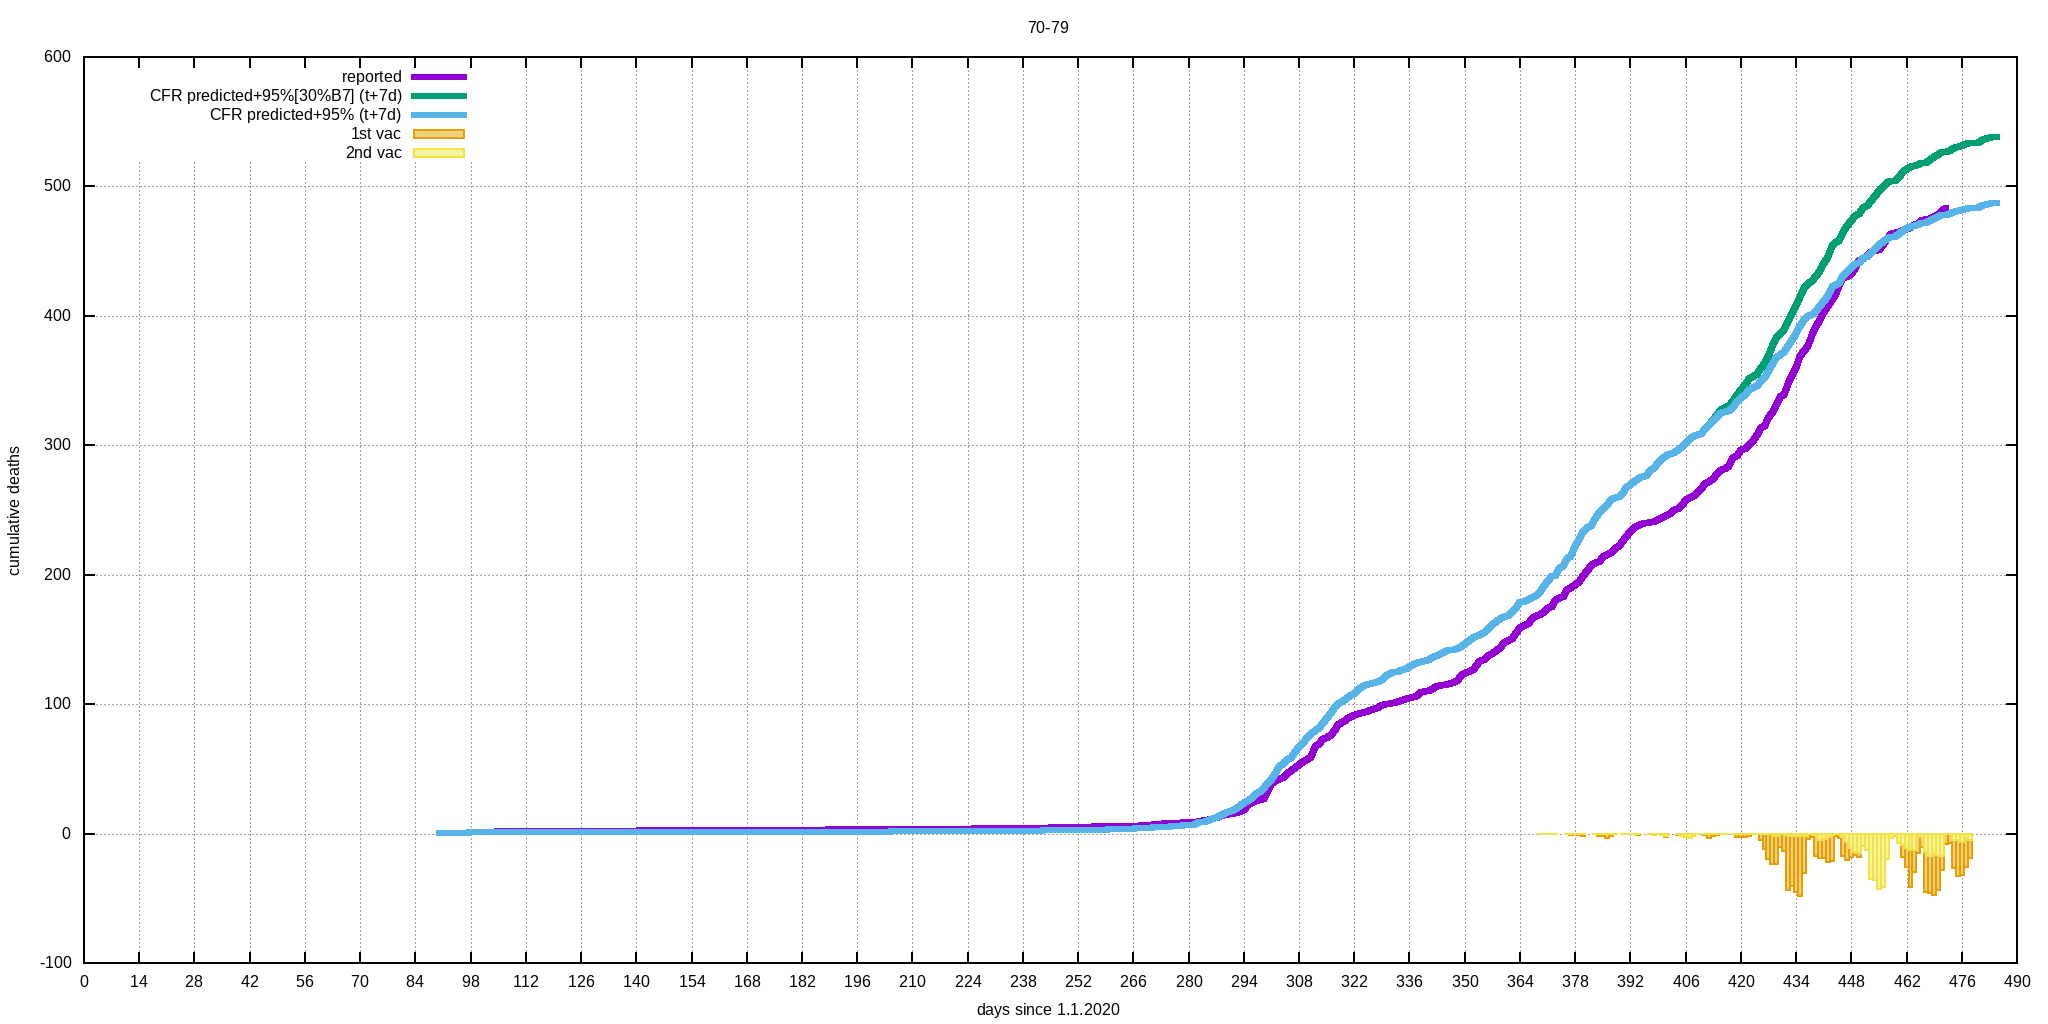 70-79
600
500
400
300
200
100
0
-100
cumulative deaths
reported
CFR predicted+95%[30%B7] (t+7d)
CFR predicted+95% (t+7d)
1st vac
2nd vac
0 14 28 42 56 70 84 98 112 126 140 154 168 182 196 210 224 238 252 266 280 294 308 322 336 350 364 378 392 406 420 434 448 462 476 490
days since 1.1.2020